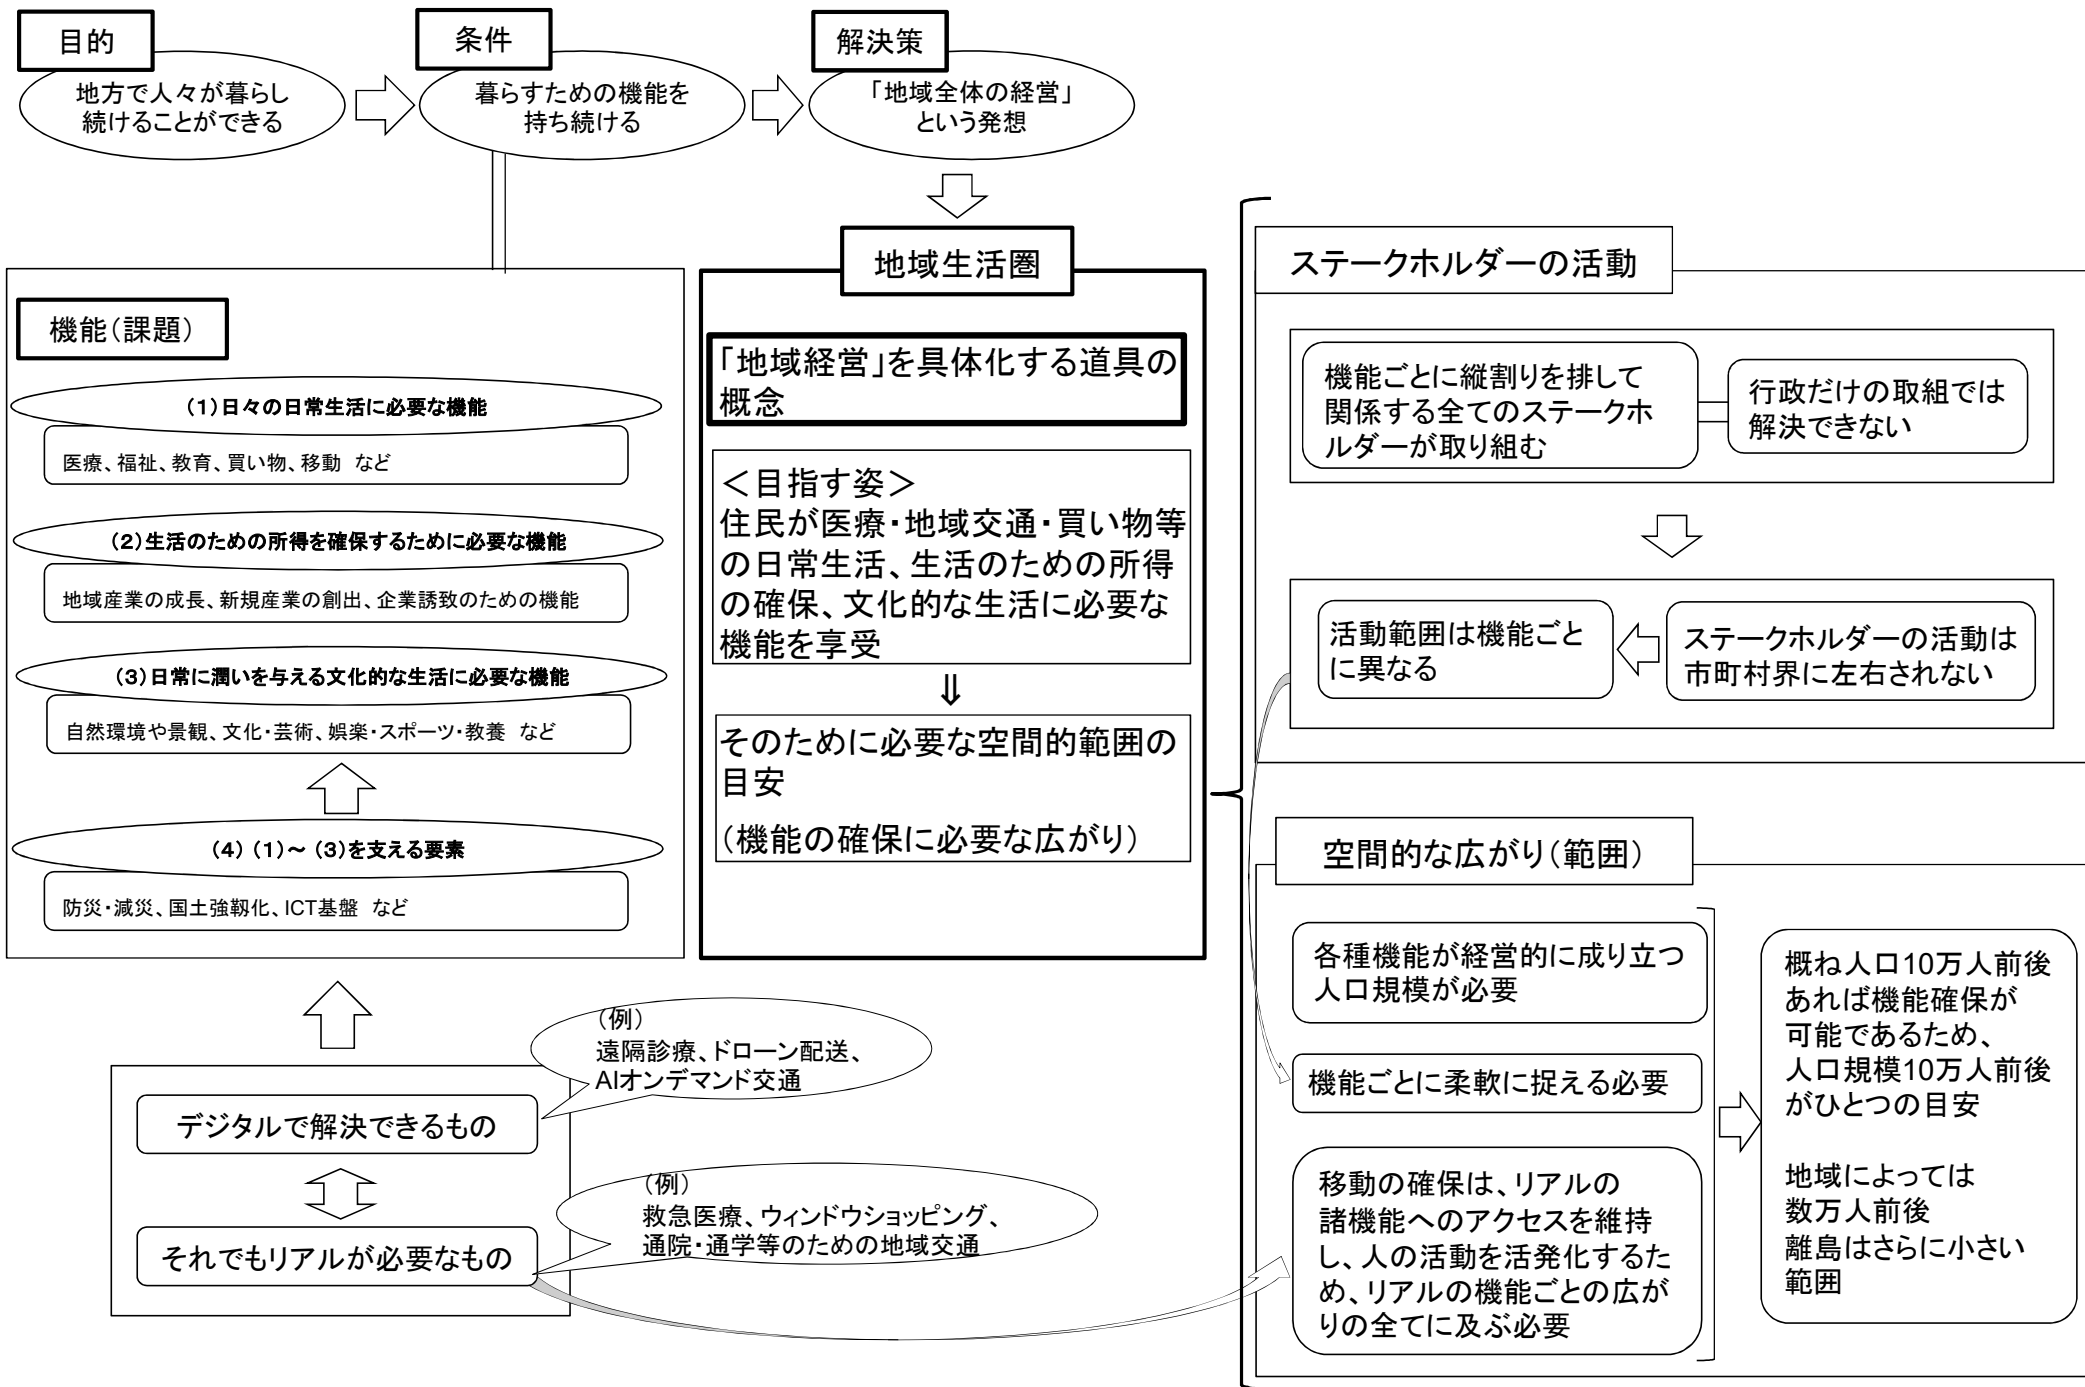 目的
地方で人々が暮らし
続けることができる
条件
暮らすための機能を
持ち続ける
解決策
「地域全体の経営」
という発想
機能(課題)
(1)日々の日常生活に必要な機能
医療、福祉、教育、買い物、移動 など
(2)生活のための所得を確保するために必要な機能
地域産業の成長、新規産業の創出、企業誘致のための機能
(3)日常に潤いを与える文化的な生活に必要な機能
自然環境や景観、文化・芸術、娯楽・スポーツ・教養 など
(4) (1)~ (3)を支える要素
防災・減災、国土強靱化、ICT基盤 など
デジタルで解決できるもの
(例)
遠隔診療、ドローン配送、
AIオンデマンド交通
それでもリアルが必要なもの
(例)
救急医療、ウィンドウショッピング、
通院・通学等のための地域交通
地域生活圏
「地域経営」を具体化する道具の
概念
<目指す姿>
住民が医療・地域交通・買い物等
の日常生活、生活のための所得
の確保、文化的な生活に必要な
機能を享受
⇓
そのために必要な空間的範囲の
目安
(機能の確保に必要な広がり)
ステークホルダーの活動
機能ごとに縦割りを排して
関係する全てのステークホ
ルダーが取り組む
行政だけの取組では
解決できない
活動範囲は機能ごと
に異なる
ステークホルダーの活動は
市町村界に左右されない
空間的な広がり(範囲)
各種機能が経営的に成り立つ
人口規模が必要
機能ごとに柔軟に捉える必要
移動の確保は、リアルの
諸機能へのアクセスを維持
し、人の活動を活発化するた
め、リアルの機能ごとの広が
りの全てに及ぶ必要
概ね人口10万人前後
あれば機能確保が
可能であるため、
人口規模10万人前後
がひとつの目安
地域によっては
数万人前後
離島はさらに小さい
範囲